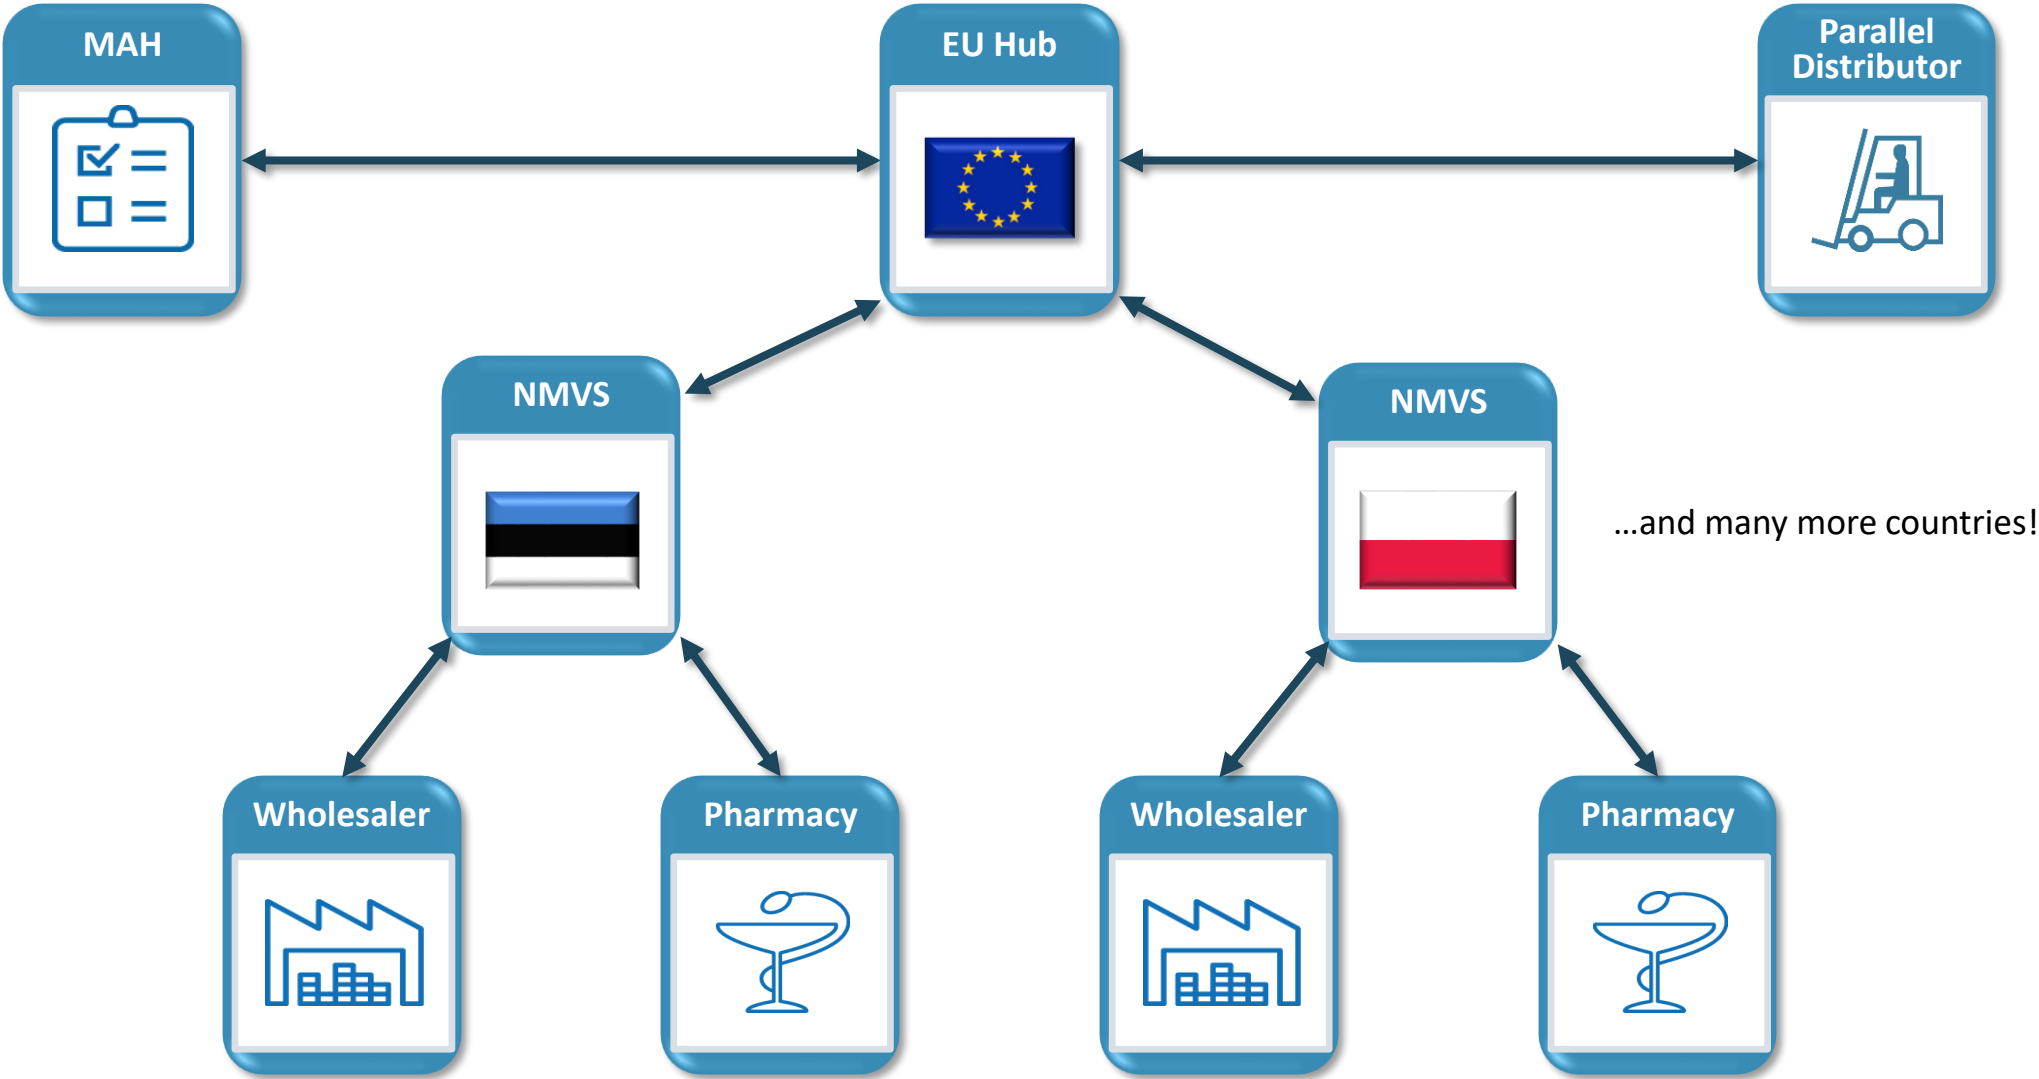 MAH
EU Hub
Parallel
Distributor
NMVS
NMVS
…and many more countries!
Wholesaler
Pharmacy
Wholesaler
Pharmacy